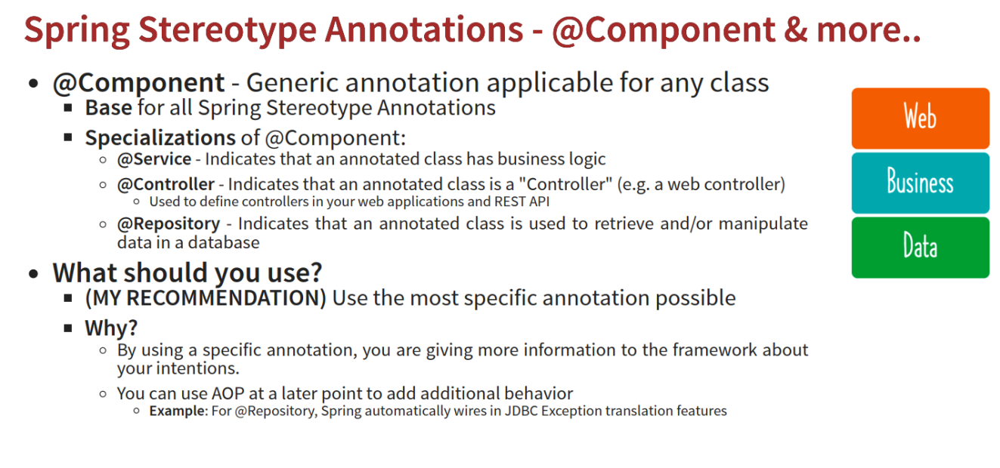 Spring Stereotype Annotations - @Component & more..
@Component - Generic annotation applicable for any class
Base for all Spring Stereotype Annotations
Specializations of @Component:
@Service - Indicates that an annotated class has business logic
@Controller - Indicates that an annotated class is a "Controller" (e.g. a web controller)
Used to define controllers in your web applications and REST API
@Repository - Indicates that an annotated class is used to retrieve and/or manipulate
data in a database
What should you use?
(MY RECOMMENDATION) Use the most specific annotation possible
Why?
By using a specific annotation, you are giving more information to the framework about
your intentions.
You can use AOP at a later point to add additional behavior
Example: For @Repository, Spring automatically wires in JDBC Exception translation features
Web
Business
Data